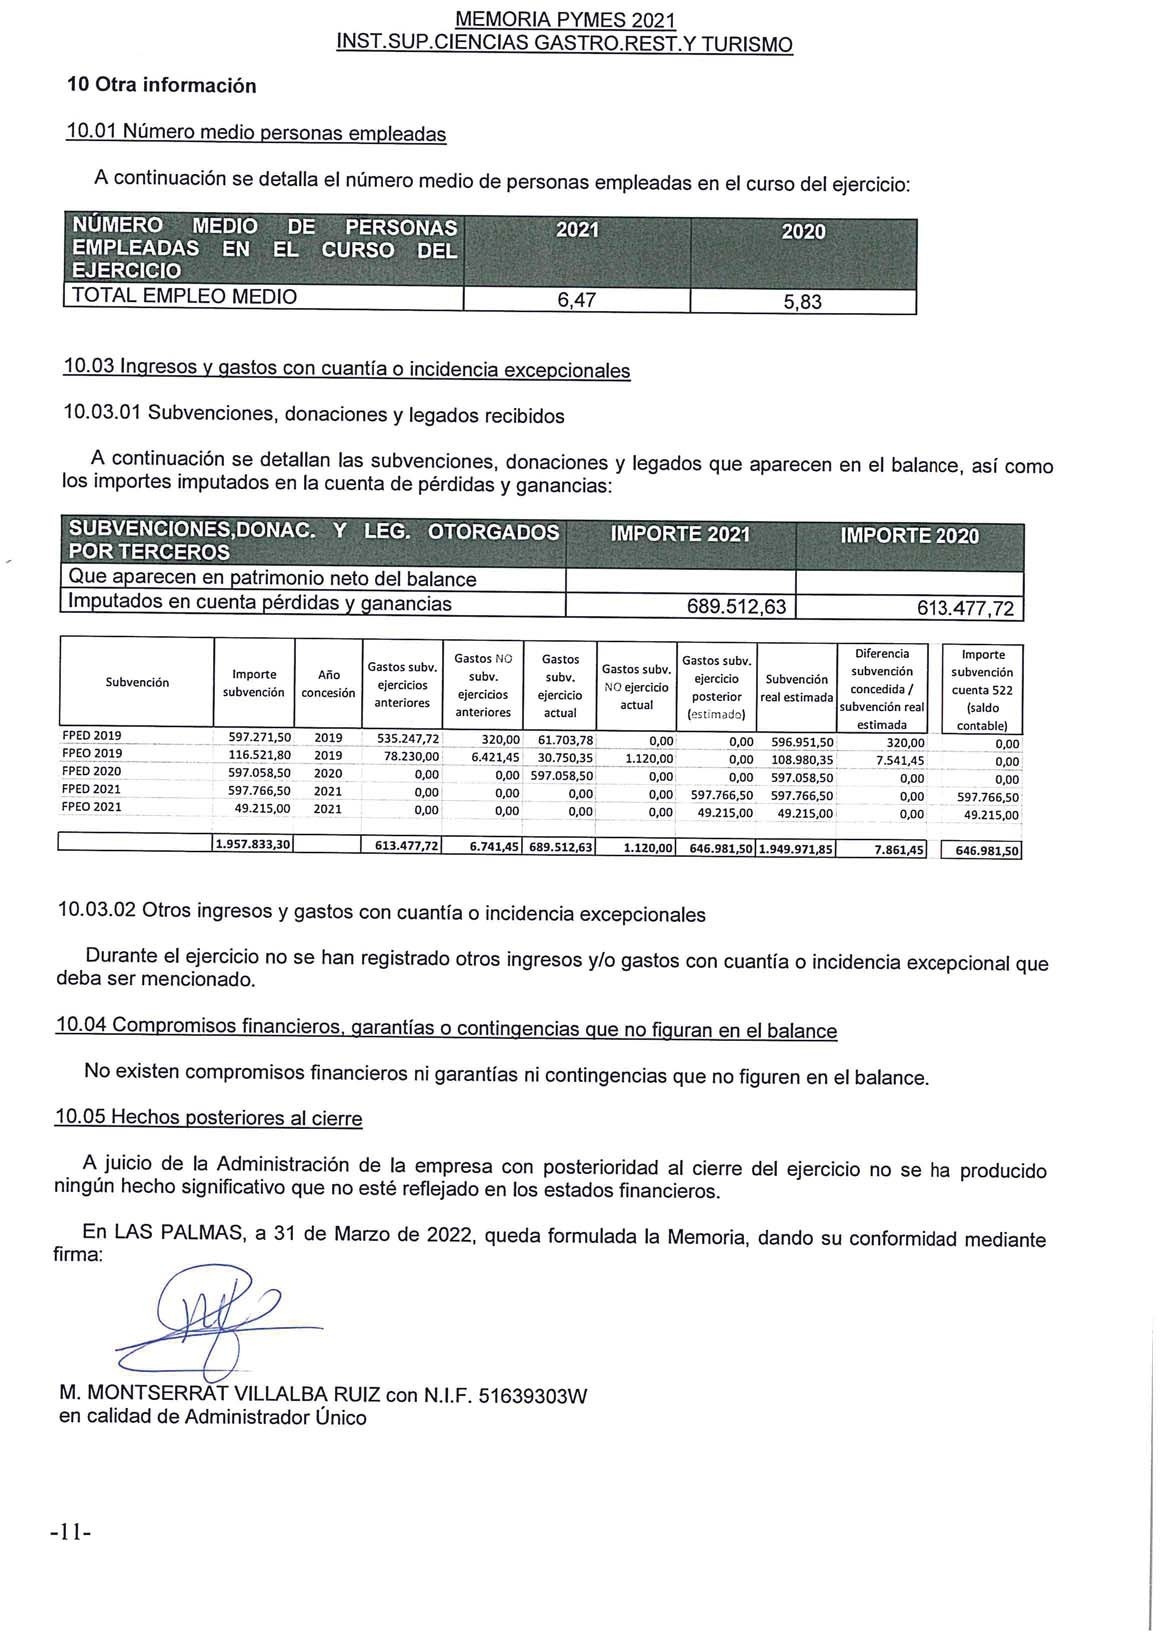 MEMORIA PYMES 2021
INST.SUP.CIENCIAS GASTRO.REST.Y TURISMO
10 Otra información
10.01 Número medio personas empleadas
A continuación se detalla el número medio de personas empleadas en el curso del ejercicio:
NÚMERO MEDIO DE PERSONAS EMPLEADAS EN EL CURSO DEL EJERCICIO 2021 2020
TOTAL EMPLEO MEDIO 6,47 5,83
10.03 Ingresos y gastos con cuantía o incidencia excepcionales
10.03.01 Subvenciones, donaciones y legados recibidos
A continuación se detallan las subvenciones, donaciones y legados que aparecen en el balance, así como
los importes imputados en la cuenta de pérdidas y ganancias:
SUBVENCIONES,DONAC. Y LEG. OTORGADOS POR TERCEROS IMPORTE 2021 IMPORTE 2020
Que aparecen en patrimonio neto del balance
Imputados en cuenta pérdidas y ganancias 689.512,63 613.477,72
Subvención Importe subvención Año concesión Gastos subv. ejercicios anteriores Gastos NO subv. ejercicios anteriores Gastos subv. ejercicio actual Gastos subv. NO ejercicio actual Gastos subv. ejercicio posterior (estimado) Subvención real estimada Diferencia subvención concedida / subvención real estimada Importe subvención cuenta 522 (saldo contable)
FPED 2019 597.271,50 2019 535.247,72 320,00 61.703,78 0,00 0,00 596.951,50 320,00 0,00
FPEO 2019 116.521,80 2019 78.230,00 6.421,45 30.750,35 1.120,00 0,00 108.980,35 7.541,45 0,00
FPED 2020 597.058,50 2020 0,00 0,00 597.058,50 0,00 0,00 597.058,50 0,00 0,00
FPED 2021 597.766,50 2021 0,00 0,00 0,00 0,00 597.766,50 597.766,50 0,00 597.766,50
FPEO 2021 49.215,00 2021 0,00 0,00 0,00 0,00 49.215,00 49.215,00 0,00 49.215,00
1.957.833,30 613.477,72 6.741,45 689.512,63 1.120,00 646.981,50 1.949.971,85 7.861,45 646.981,50
10.03.02 Otros ingresos y gastos con cuantía o incidencia excepcionales
Durante el ejercicio no se han registrado otros ingresos y/o gastos con cuantía o incidencia excepcional que
deba ser mencionado.
10.04 Compromisos financieros, garantías o contingencias que no figuran en el balance
No existen compromisos financieros ni garantías ni contingencias que no figuren en el balance.
10.05 Hechos posteriores al cierre
A juicio de la Administración de la empresa con posterioridad al cierre del ejercicio no se ha producido
ningún hecho significativo que no esté reflejado en los estados financieros.
En LAS PALMAS, a 31 de Marzo de 2022, queda formulada la Memoria, dando su conformidad mediante
firma:
M. MONTSERRAT VILLALBA RUIZ con N.I.F. 51639303W
en calidad de Administrador Único
-11-